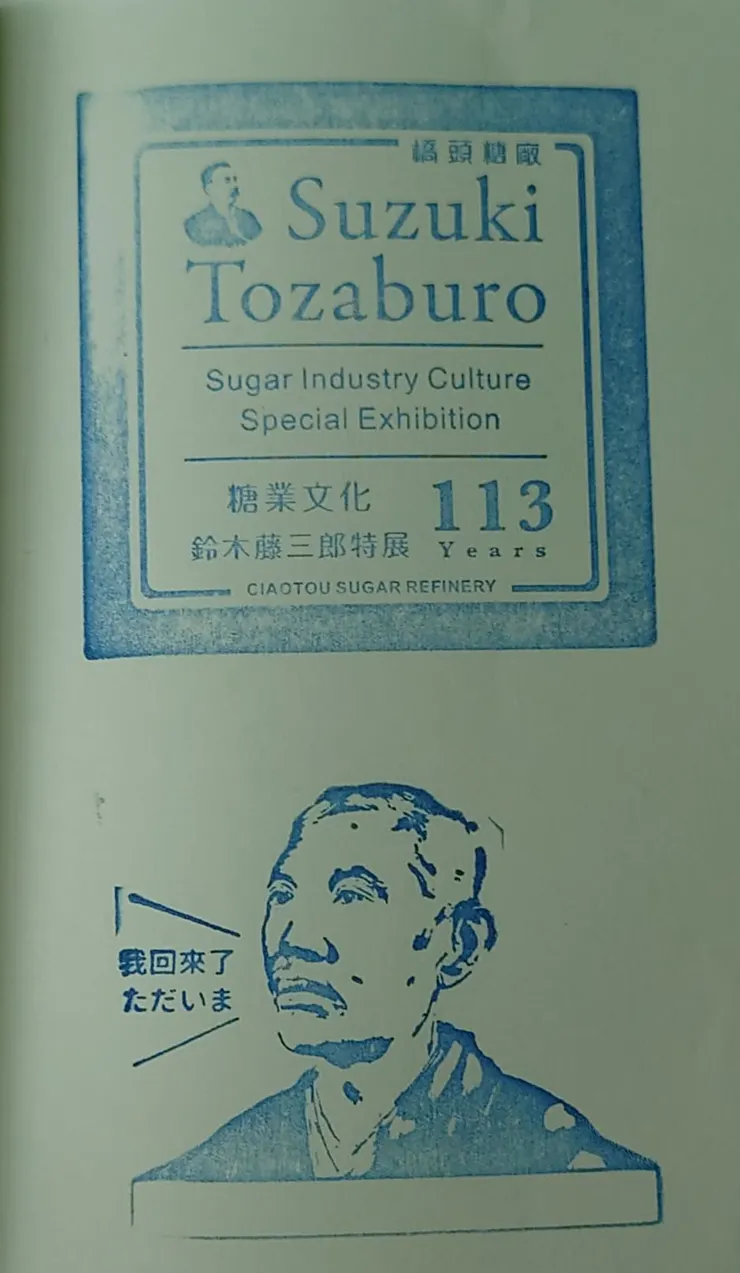 橋頭糖廠
Suzuki
Tozaburo
Sugar Industry Culture
Special Exhibition
糖業文化
鈴木藤三郎特展
113
Years
CIAOTOU SUGAR REFINERY
我回來了
ただいま